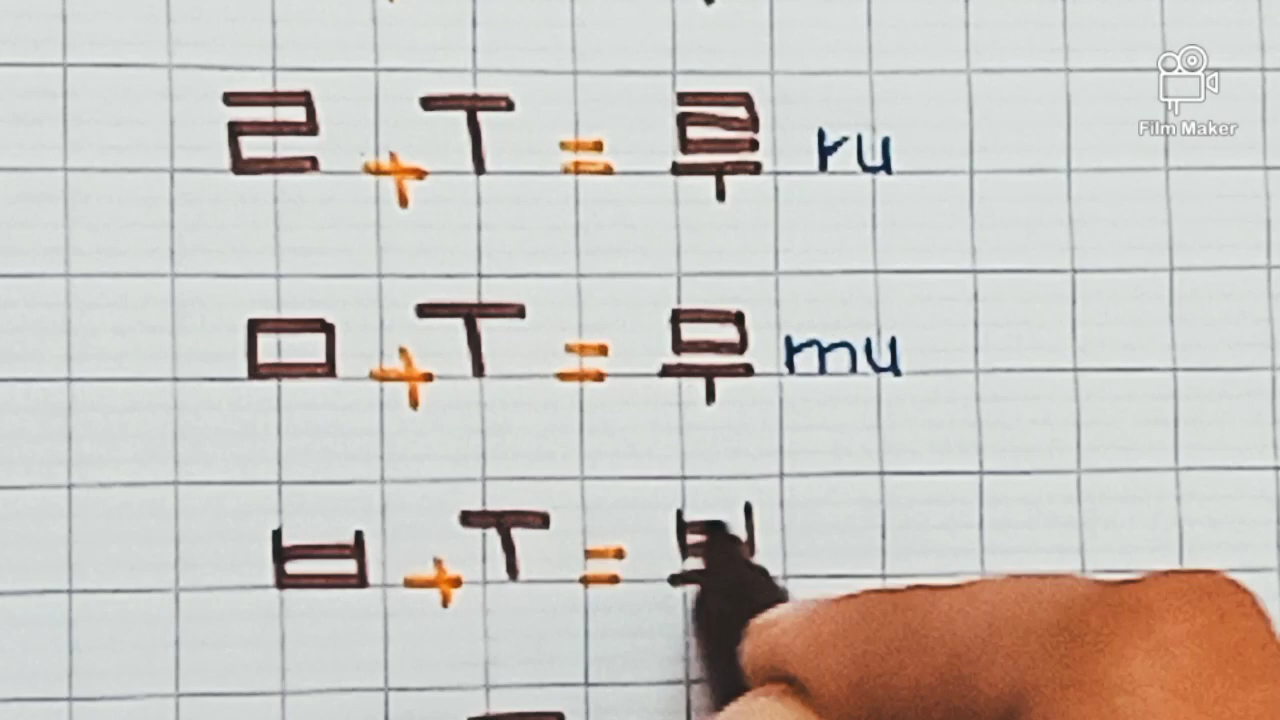 Film Maker
ㄹ + ㅜ = 루 ru
ㅁ + ㅜ = 무 mu
ㅂ + ㅜ =